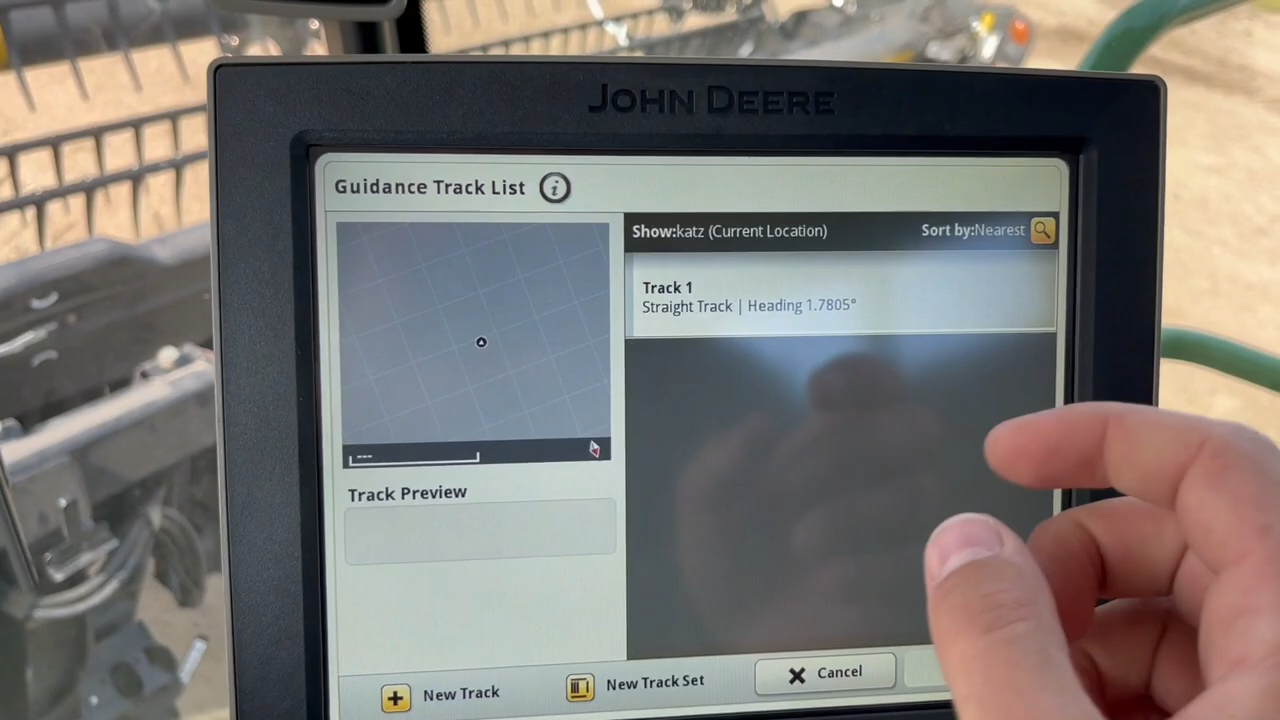 JOHN DEERE
Guidance Track List
Show:katz (Current Location)
Sort by:Nearest
Track 1
Straight Track | Heading 1.7805°
---
Track Preview
New Track
New Track Set
Cancel